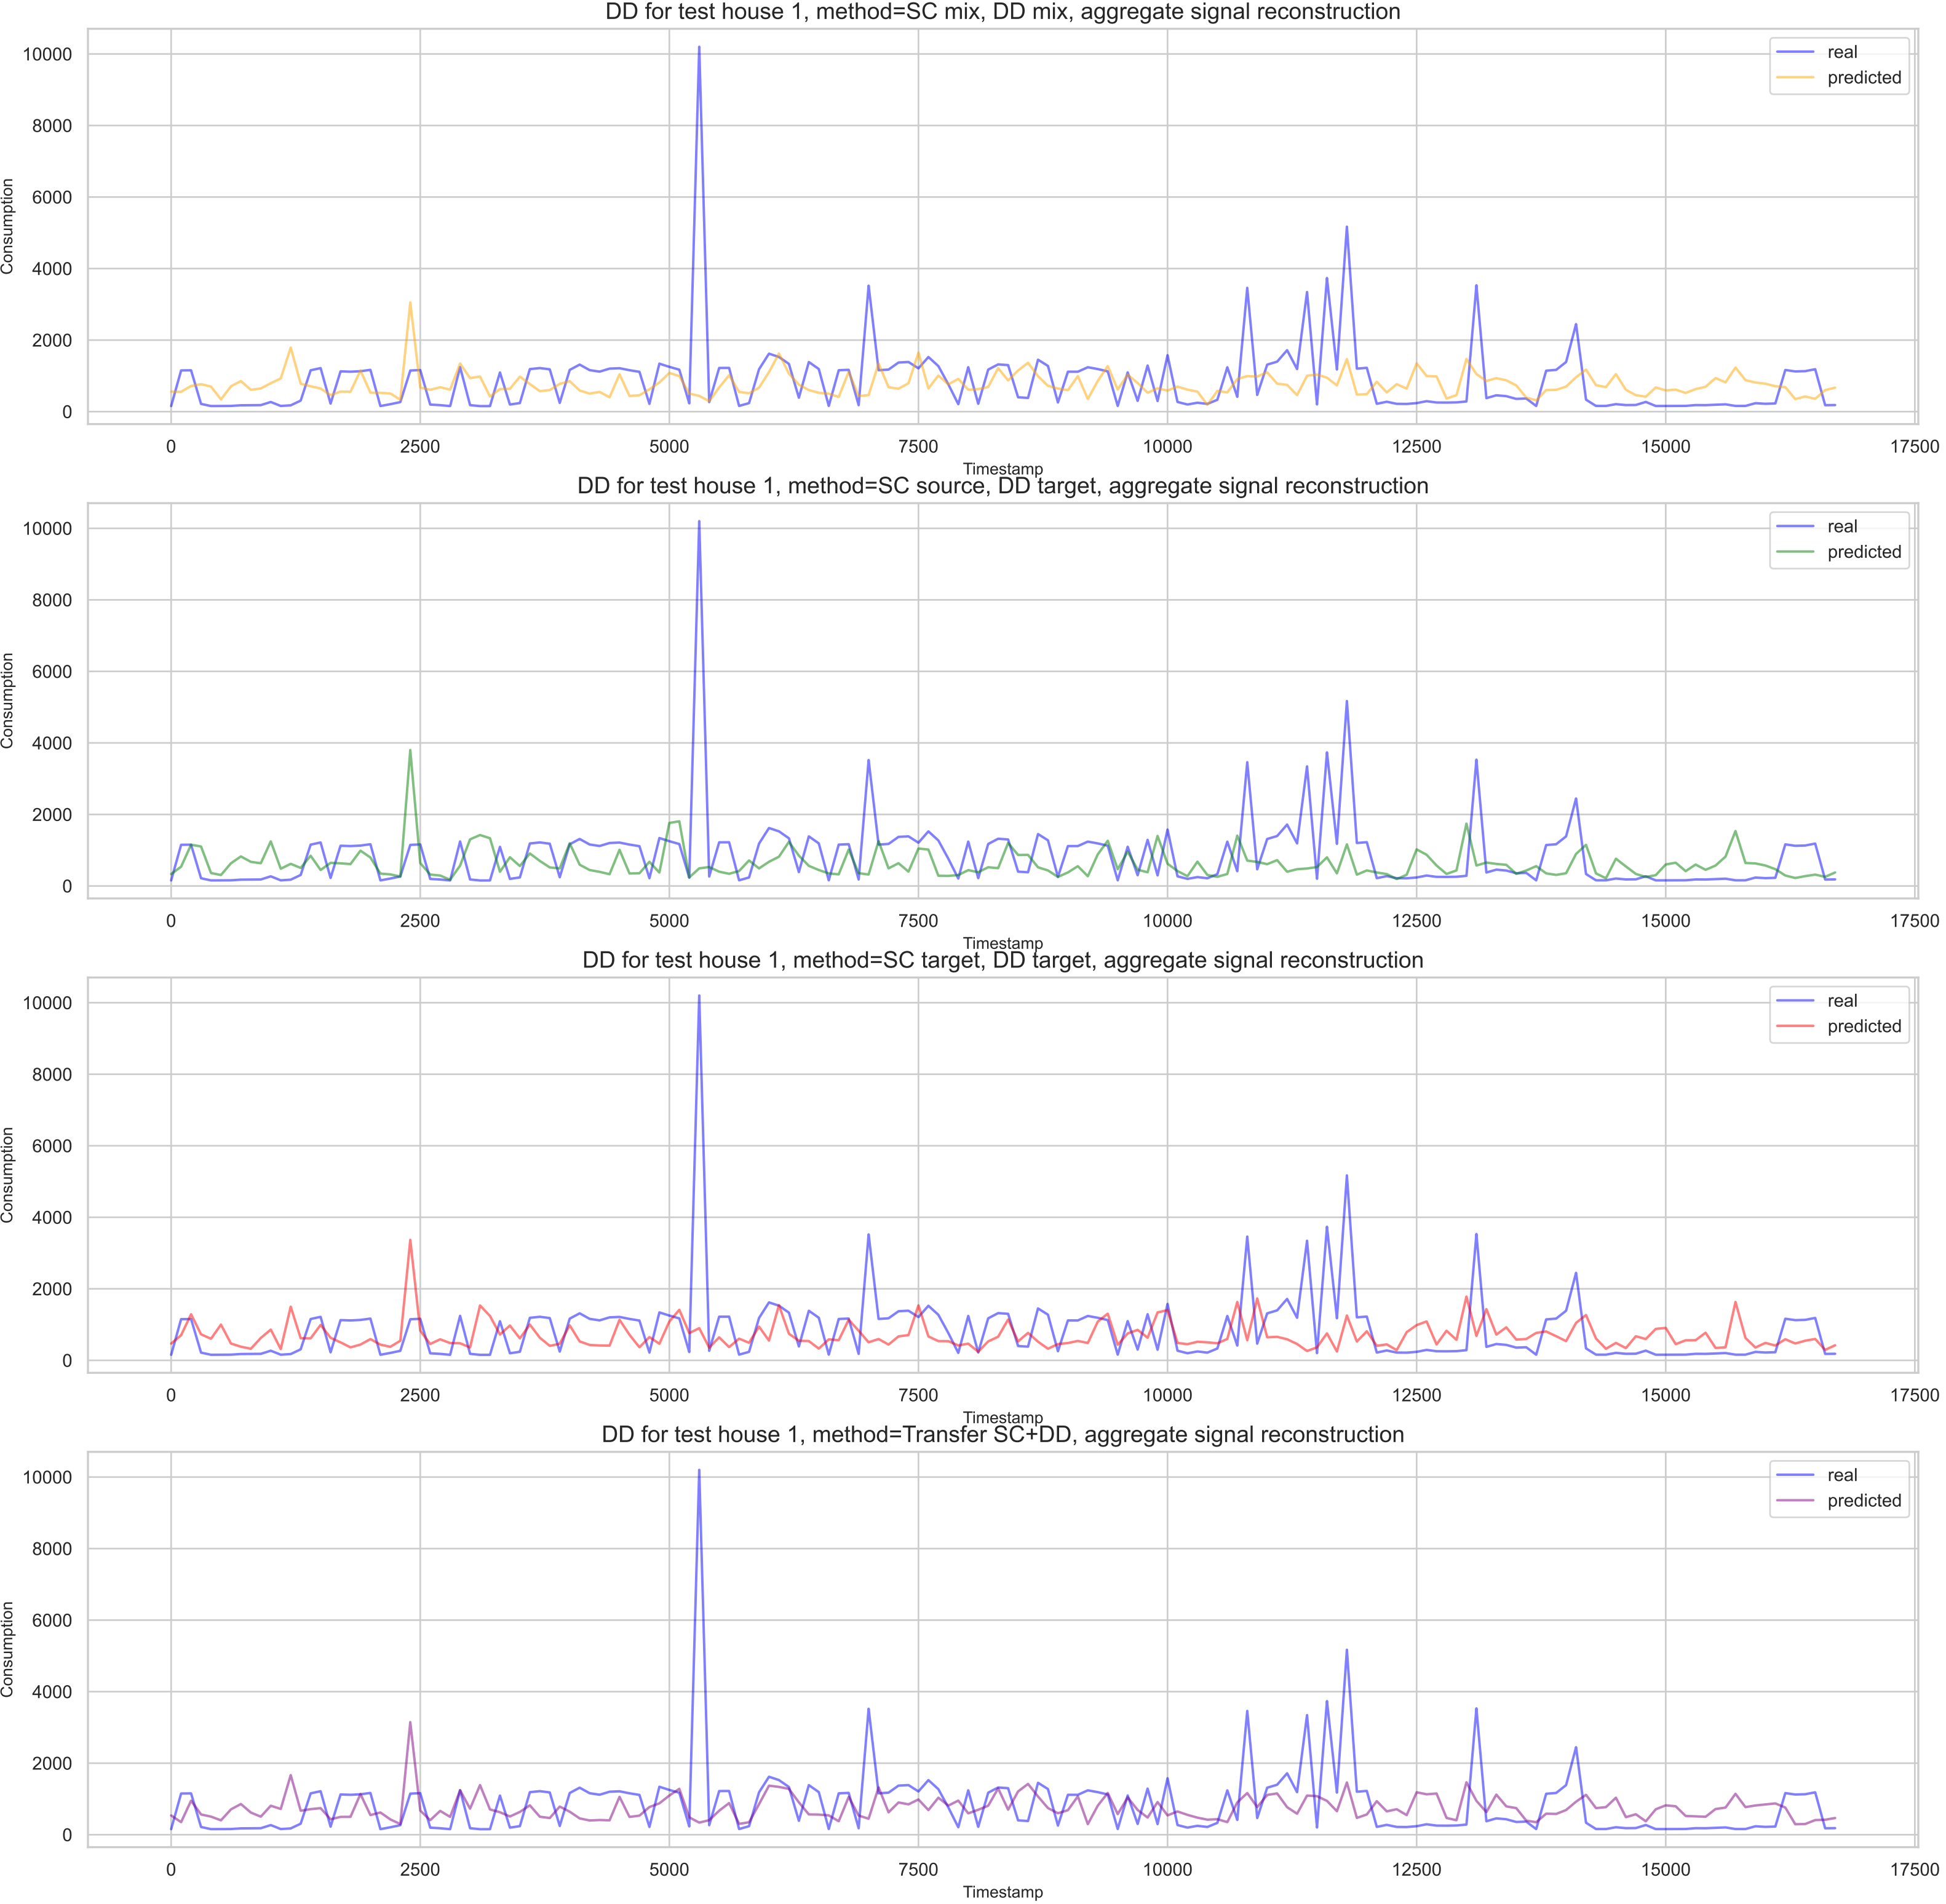 DD for test house 1, method=SC mix, DD mix, aggregate signal reconstruction
10000
8000
6000
4000
2000
0
Consumption
real
predicted
0 2500 5000 7500 10000 12500 15000 17500
Timestamp
DD for test house 1, method=SC source, DD target, aggregate signal reconstruction
10000
8000
6000
4000
2000
0
Consumption
real
predicted
0 2500 5000 7500 10000 12500 15000 17500
Timestamp
DD for test house 1, method=SC target, DD target, aggregate signal reconstruction
10000
8000
6000
4000
2000
0
Consumption
real
predicted
0 2500 5000 7500 10000 12500 15000 17500
Timestamp
DD for test house 1, method=Transfer SC+DD, aggregate signal reconstruction
10000
8000
6000
4000
2000
0
Consumption
real
predicted
0 2500 5000 7500 10000 12500 15000 17500
Timestamp